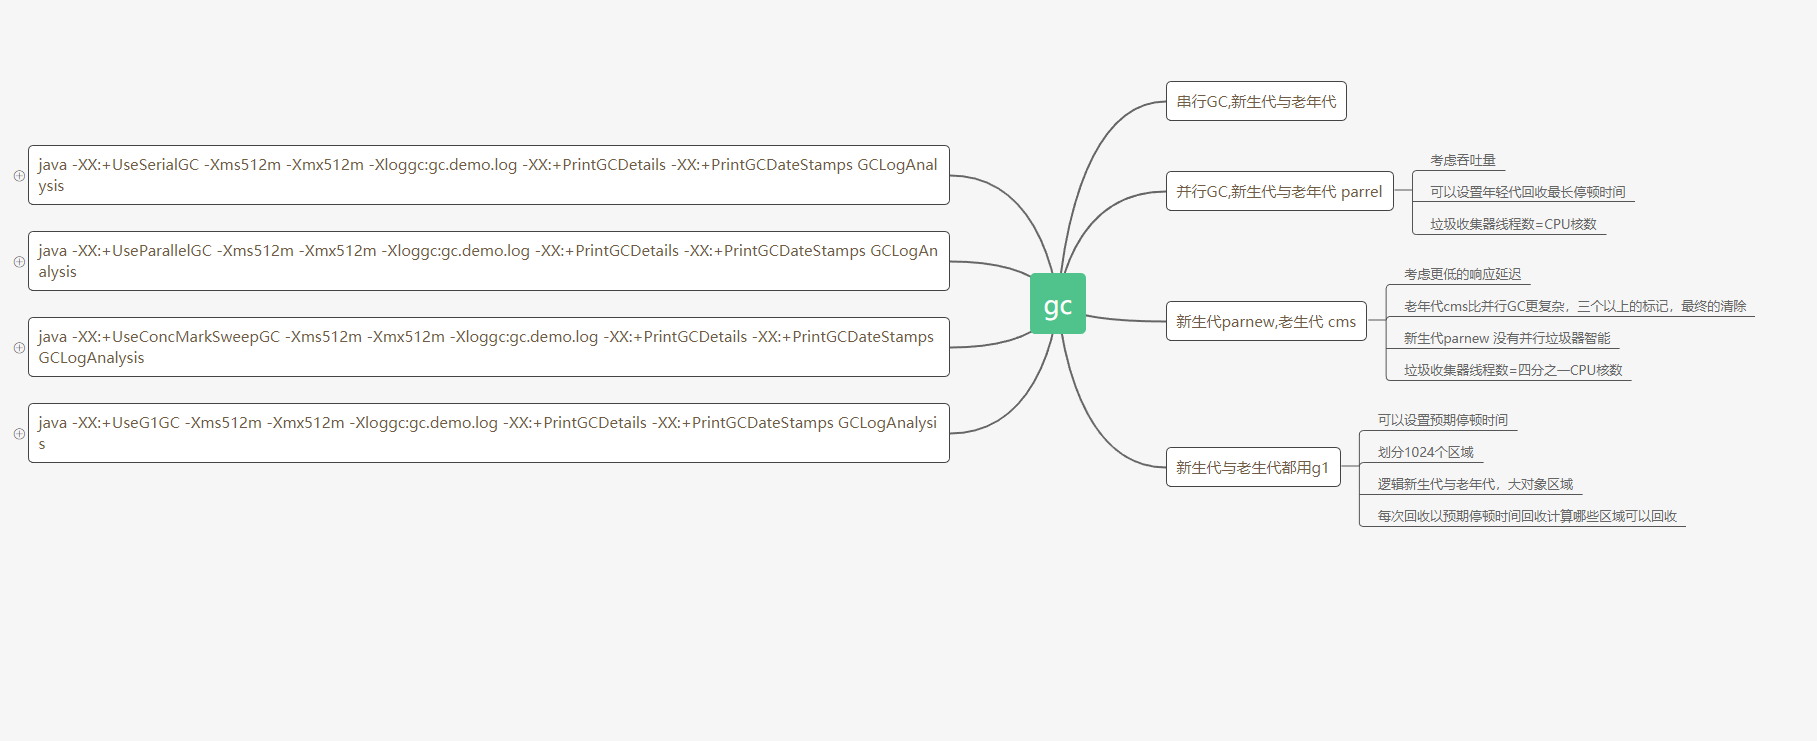 java -XX:+UseSerialGC -Xms512m -Xmx512m -Xloggc:gc.demo.log -XX:+PrintGCDetails -XX:+PrintGCDateStamps GCLogAnal
ysis
java -XX:+UseParallelGC -Xms512m -Xmx512m -Xloggc:gc.demo.log -XX:+PrintGCDetails -XX:+PrintGCDateStamps GCLogAn
alysis
java -XX:+UseConcMarkSweepGC -Xms512m -Xmx512m -Xloggc:gc.demo.log -XX:+PrintGCDetails -XX:+PrintGCDateStamps
GCLogAnalysis
java -XX:+UseG1GC -Xms512m -Xmx512m -Xloggc:gc.demo.log -XX:+PrintGCDetails -XX:+PrintGCDateStamps GCLogAnalysi
s
gc
串行GC,新生代与老年代
并行GC,新生代与老年代 parrel
考虑吞吐量
可以设置年轻代回收最长停顿时间
垃圾收集器线程数=CPU核数
新生代parnew,老生代 cms
考虑更低的响应延迟
老年代cms比并行GC更复杂，三个以上的标记，最终的清除
新生代parnew 没有并行垃圾器智能
垃圾收集器线程数=四分之一CPU核数
新生代与老生代都用g1
可以设置预期停顿时间
划分1024个区域
逻辑新生代与老年代，大对象区域
每次回收以预期停顿时间回收计算哪些区域可以回收